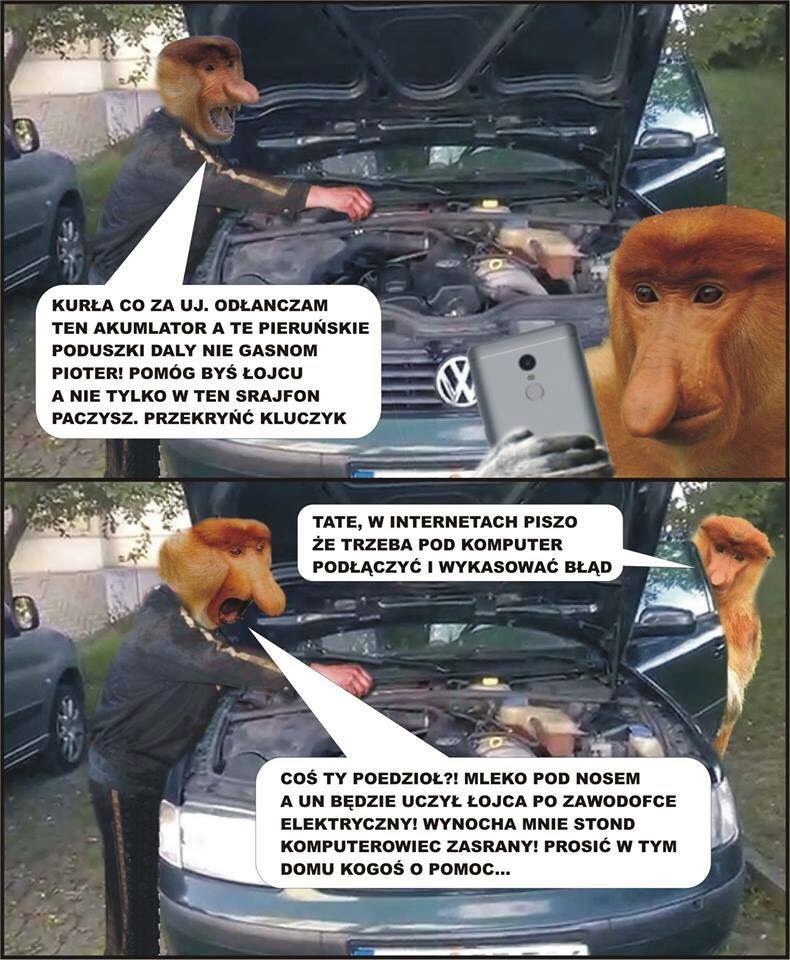 KURŁA CO ZA UJ. ODŁANCZAM
TEN AKUMLATOR A TE PIERUŃSKIE
PODUSZKI DALY NIE GASNOM
PIOTER! POMÓG BYŚ ŁOJCU
A NIE TYLKO W TEN SRAJFON
PACZYSZ. PRZEKRYŃĆ KLUCZYK
TATE, W INTERNETACH PISZO
ŻE TRZEBA POD KOMPUTER
PODŁĄCZYĆ I WYKASOWAĆ BŁĄD
COŚ TY POEDZIOŁ?! MLEKO POD NOSEM
A UN BĘDZIE UCZYŁ ŁOJCA PO ZAWODOFCE
ELEKTRYCZNY! WYNOCHA MNIE STOND
KOMPUTEROWIEC ZASRANY! PROSIĆ W TYM
DOMU KOGOŚ O POMOC...